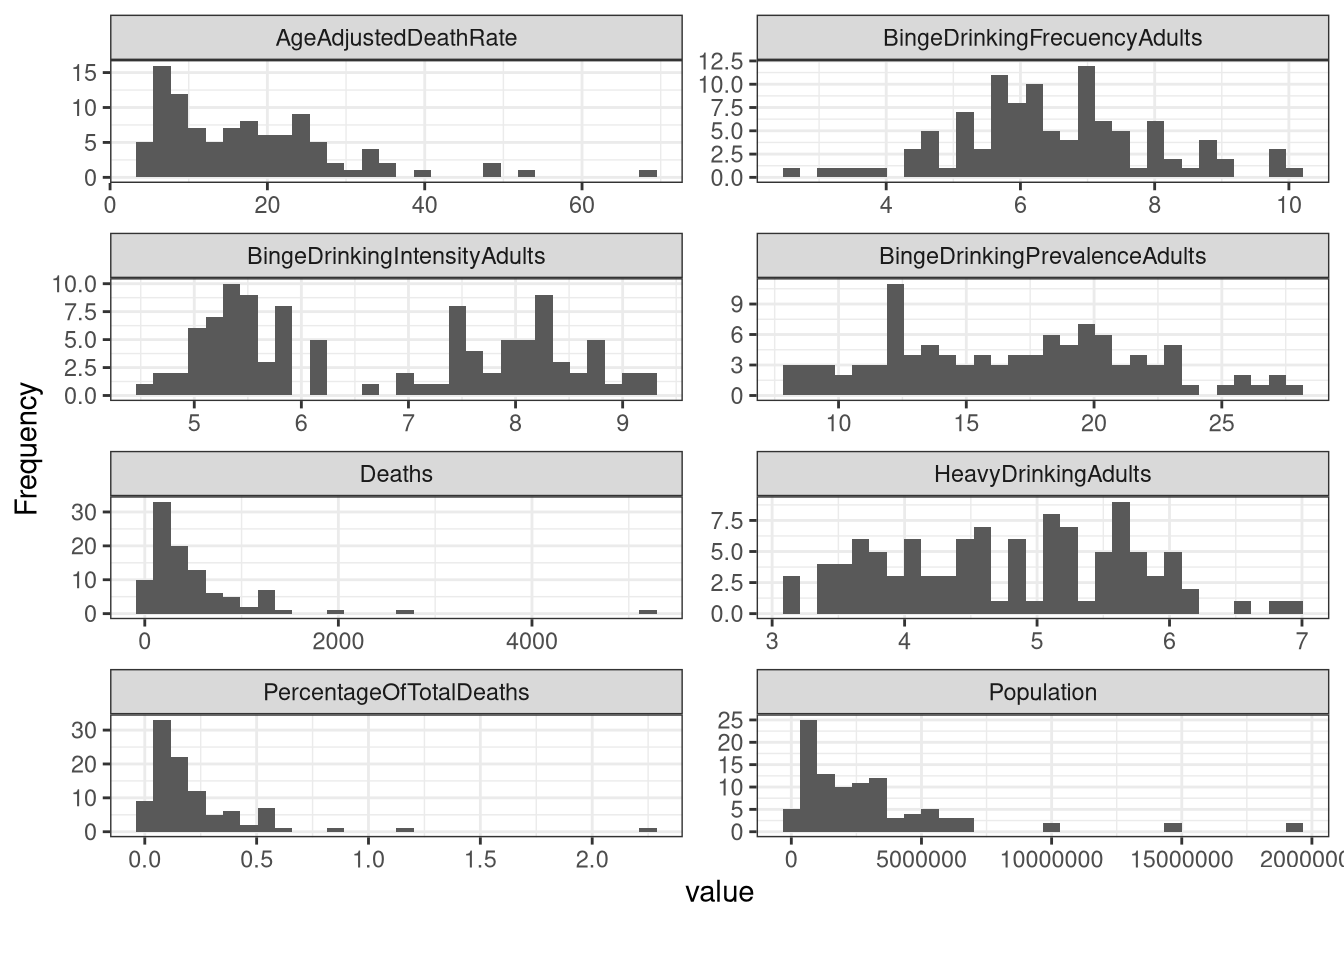 AgeAdjustedDeathRate
15
10
5
0
0 20 40 60
BingeDrinkingFrecuencyAdults
12.5
10.0
7.5
5.0
2.5
0.0
4 6 8 10
BingeDrinkingIntensityAdults
10.0
7.5
5.0
2.5
0.0
5 6 7 8 9
BingeDrinkingPrevalenceAdults
9
6
3
0
10 15 20 25
Frequency
Deaths
30
20
10
0
0 2000 4000
HeavyDrinkingAdults
7.5
5.0
2.5
0.0
3 4 5 6 7
PercentageOfTotalDeaths
30
20
10
0
0.0 0.5 1.0 1.5 2.0
Population
25
20
15
10
5
0
0 5000000 10000000 15000000
value